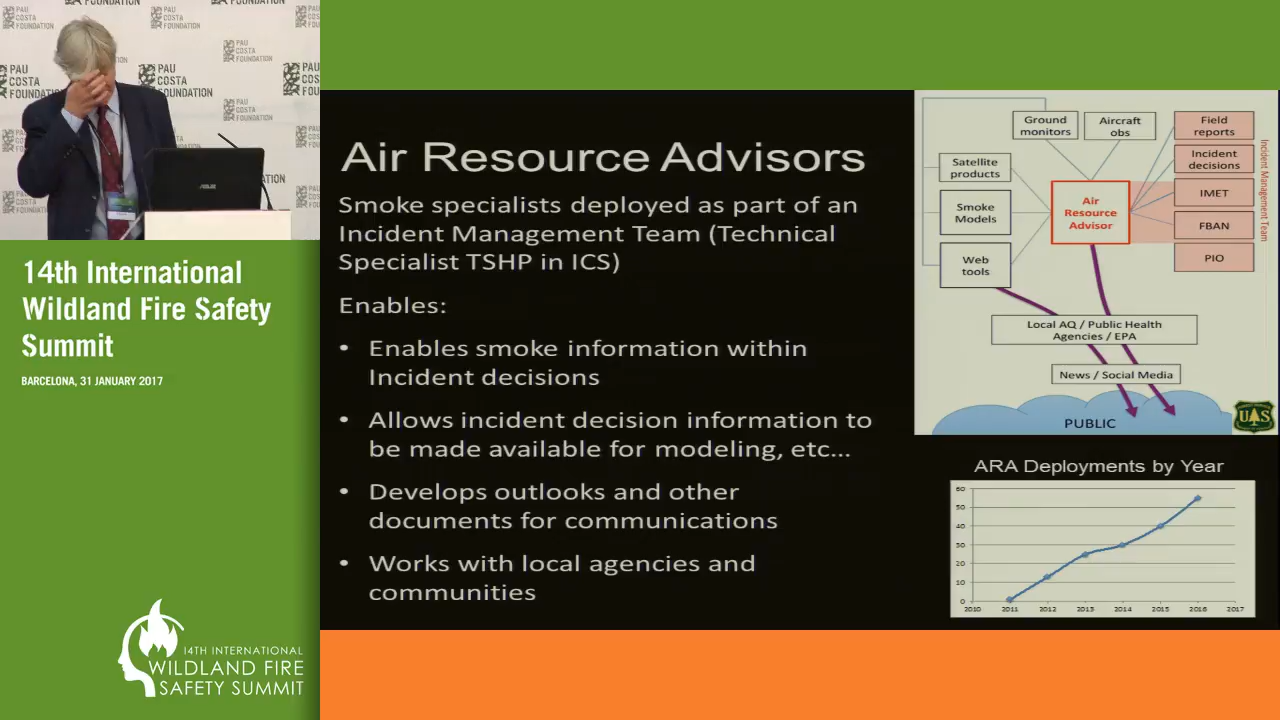 PAU
COSTA
FOUNDATION
ASUS
14th International
Wildland Fire Safety
Summit
BARCELONA, 31 JANUARY 2017
14TH INTERNATIONAL
WILDLAND FIRE
SAFETY SUMMIT
Air Resource Advisors
Smoke specialists deployed as part of an
Incident Management Team (Technical
Specialist TSHP in ICS)
Enables:
• Enables smoke information within
Incident decisions
• Allows incident decision information to
be made available for modeling, etc...
• Develops outlooks and other
documents for communications
• Works with local agencies and
communities
Ground
monitors
Aircraft
obs
Field
reports
Satellite
products
Incident
decisions
Smoke
Models
Air
Resource
Advisor
IMET
FBAN
Web
tools
PIO
Incident Management Team
Local AQ / Public Health
Agencies / EPA
News / Social Media
PUBLIC
UAS
ARA Deployments by Year
60
50
40
30
20
10
0
2010 2011 2012 2013 2014 2015 2016 2017